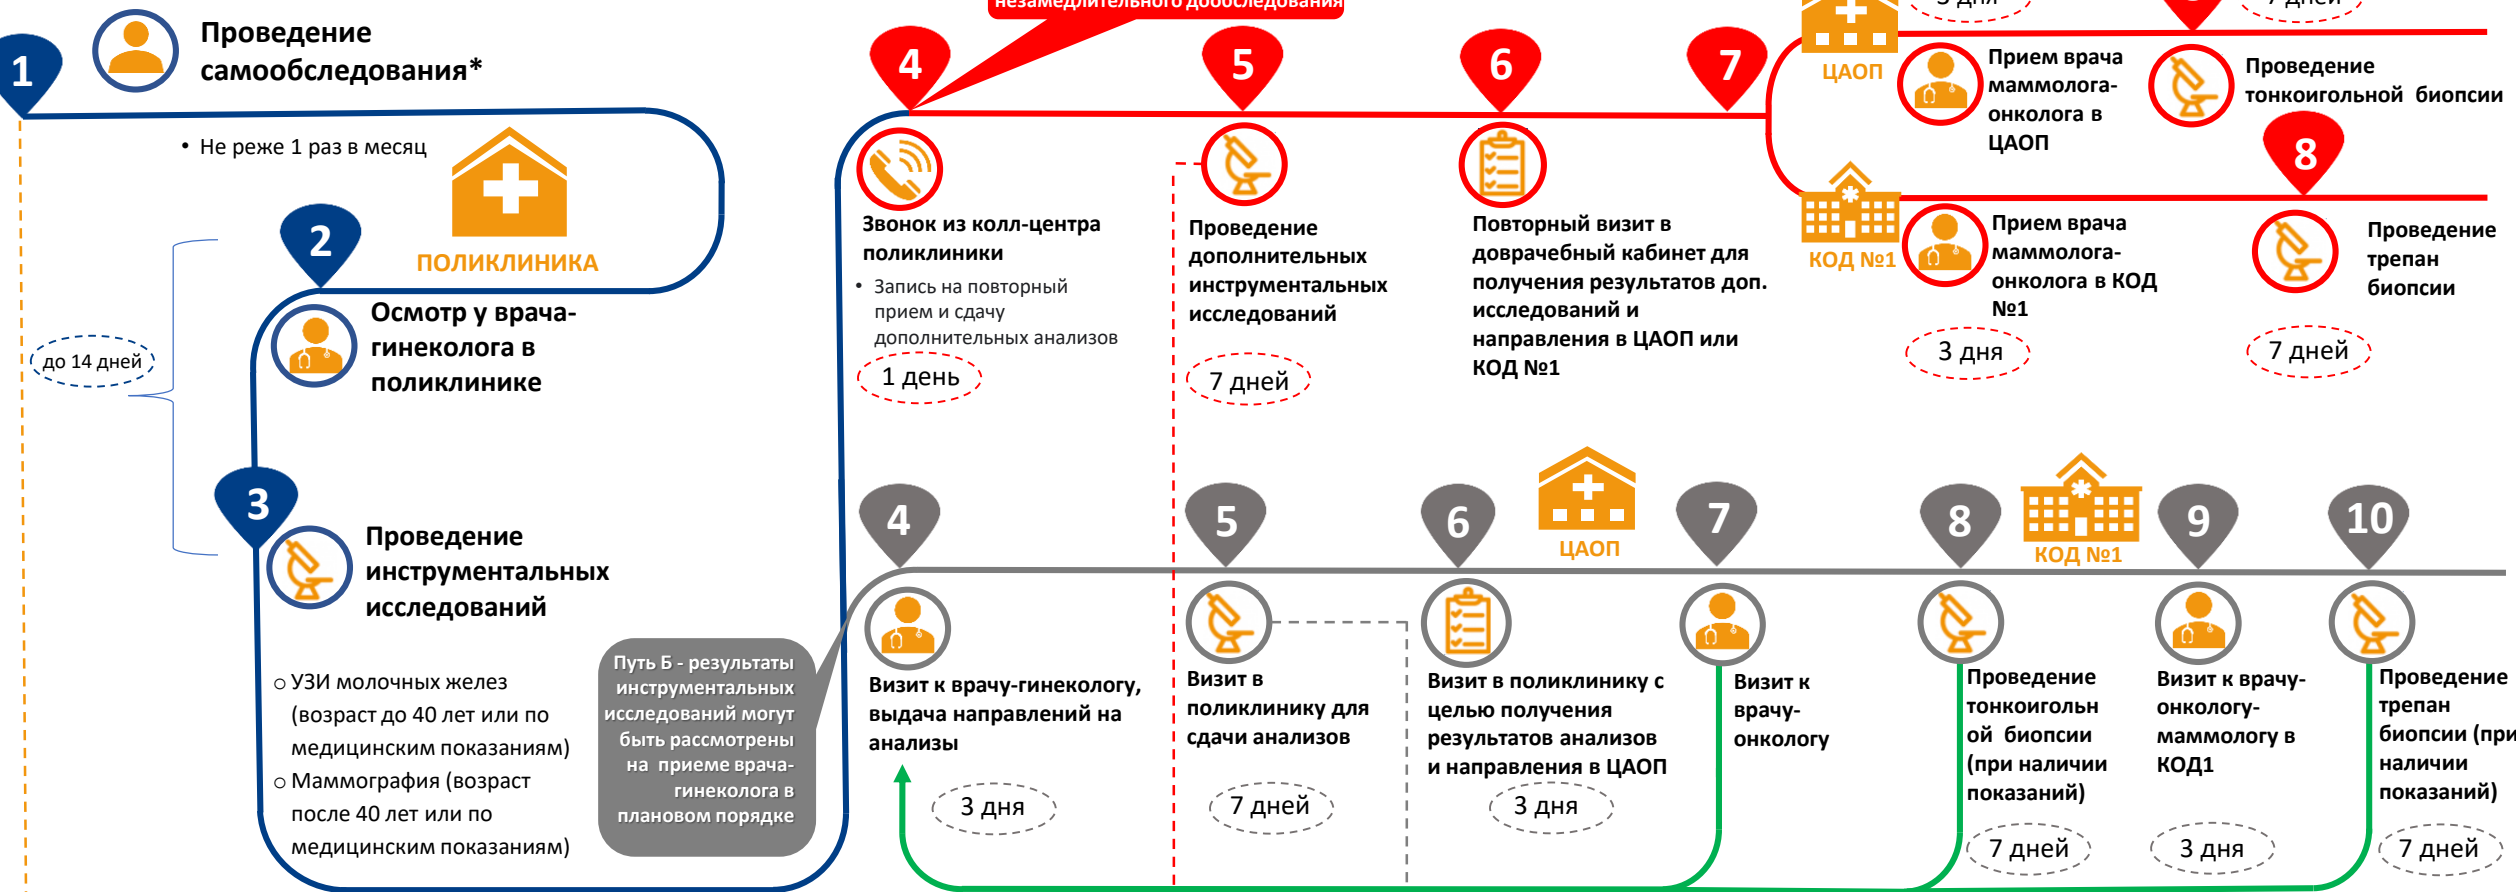 1
Проведение
самообследования*
• Не реже 1 раз в месяц
ПОЛИКЛИНИКА
2
Осмотр у врача-
гинеколога в
поликлинике
до 14 дней
3
Проведение
инструментальных
исследований
o УЗИ молочных желез
(возраст до 40 лет или по
медицинским показаниям)
o Маммография (возраст
после 40 лет или по
медицинским показаниям)
незамедлительного дообследования
4
Звонок из колл-центра
поликлиники
• Запись на повторный
прием и сдачу
дополнительных анализов
1 день
5
Проведение
дополнительных
инструментальных
исследований
7 дней
6
Повторный визит в
доврачебный кабинет для
получения результатов доп.
исследований и
направления в ЦАОП или
КОД №1
7
ЦАОП
3 дня
Прием врача
маммолога-
онколога в
ЦАОП
7 дней
Проведение
тонкоигольной биопсии
КОД №1
Прием врача
маммолога-
онколога в КОД
№1
3 дня
8
Проведение
трепан
биопсии
7 дней
Путь Б - результаты
инструментальных
исследований могут
быть рассмотрены
на приеме врача-
гинеколога в
плановом порядке
4
Визит к врачу-гинекологу,
выдача направлений на
анализы
3 дня
5
Визит в
поликлинику для
сдачи анализов
7 дней
6
Визит в поликлинику с
целью получения
результатов анализов
и направления в ЦАОП
3 дня
ЦАОП
7
Визит к
врачу-
онкологу
8
Проведение
тонкоигольн
ой биопсии
(при наличии
показаний)
7 дней
КОД №1
9
Визит к врачу-
онкологу-
маммологу в
КОД1
3 дня
10
Проведение
трепан
биопсии (при
наличии
показаний)
7 дней